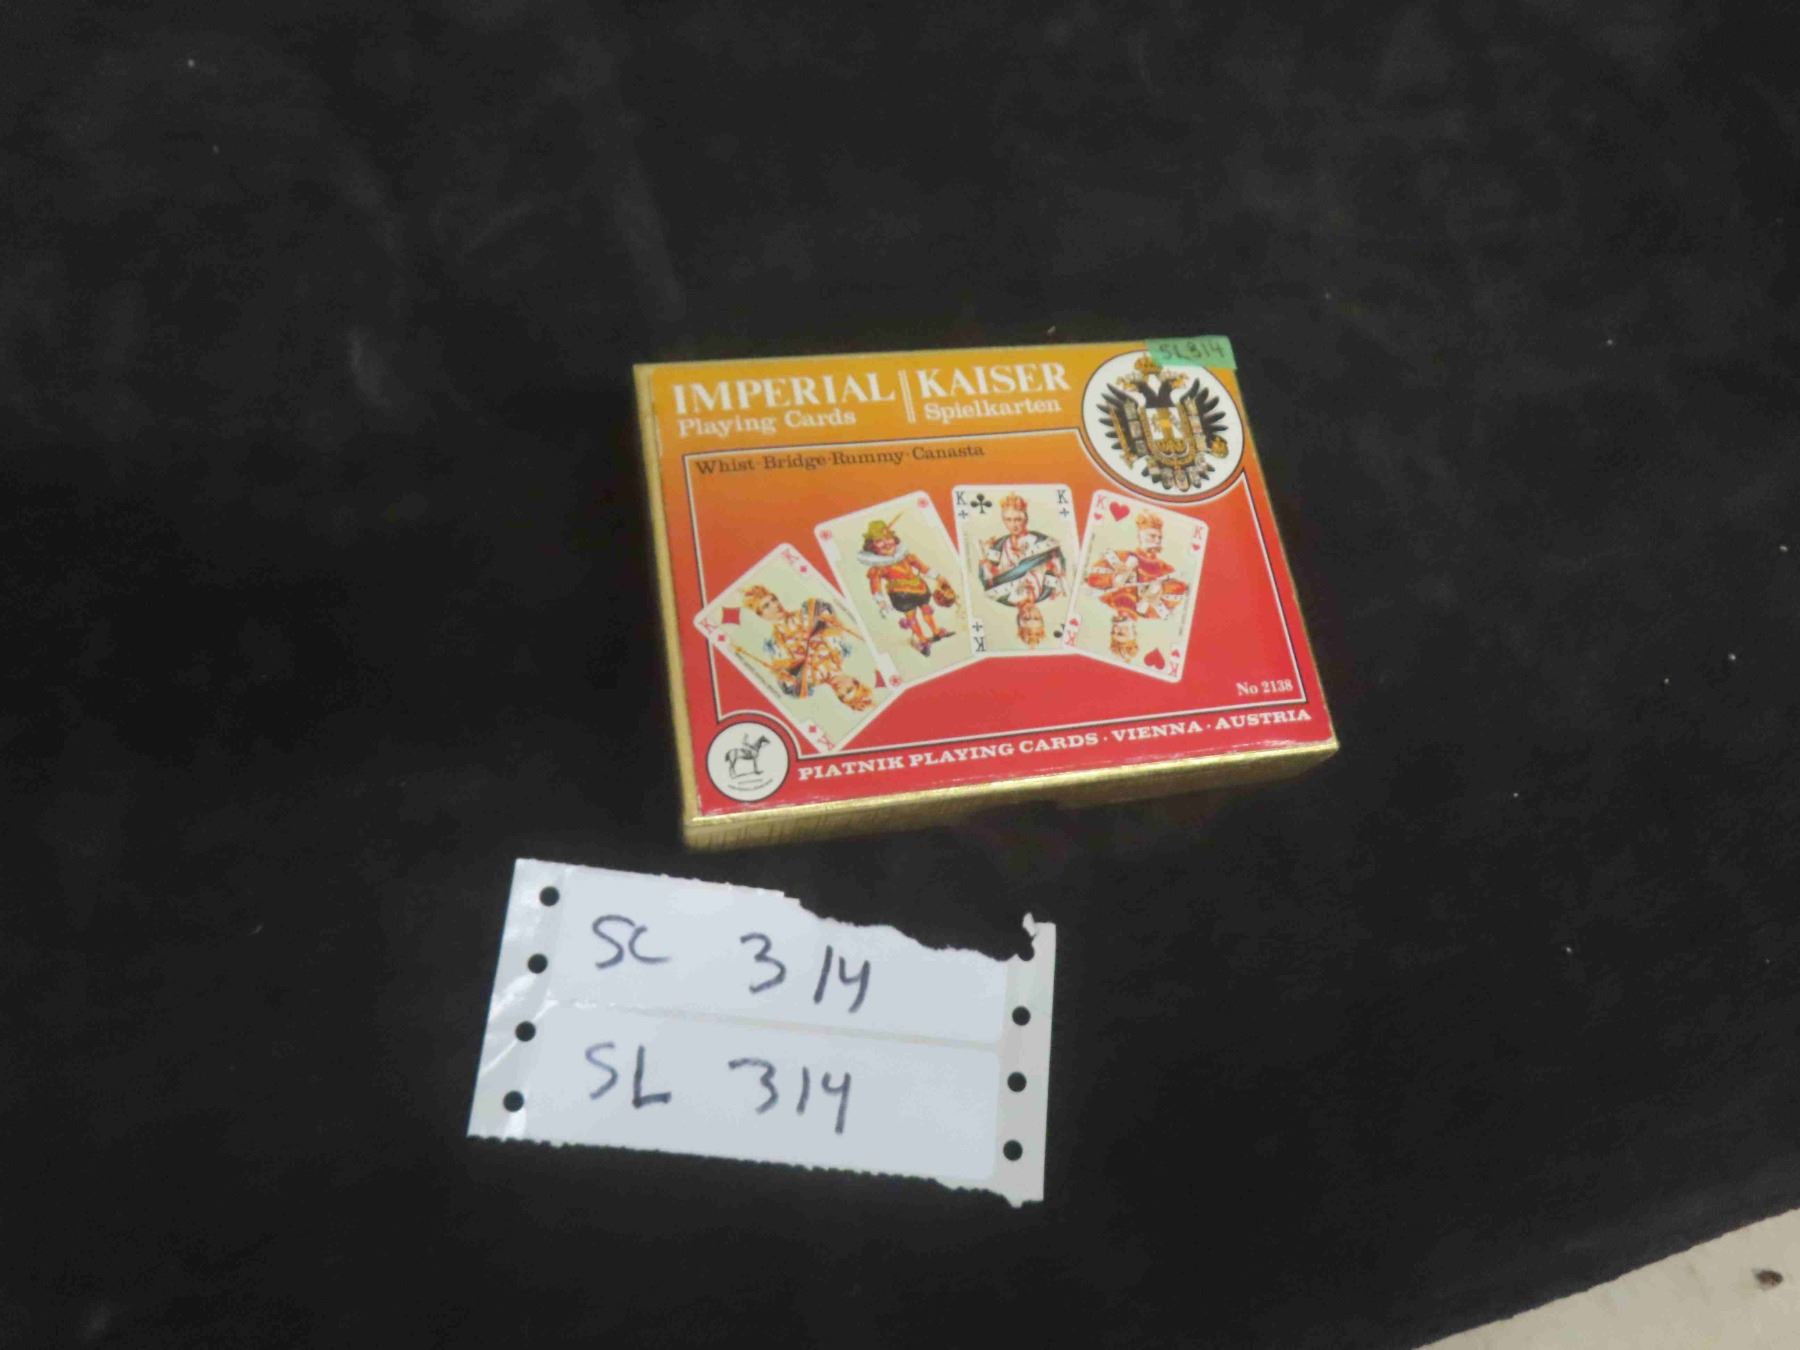 SL314
IMPERIAL KAISER
Playing Cards Spielkarten
Whist·Bridge·Rummy·Canasta
K K K K
K K
K
K K
K
No 2138
PIATNIK PLAYING CARDS · VIENNA · AUSTRIA
SC 314
SL 314